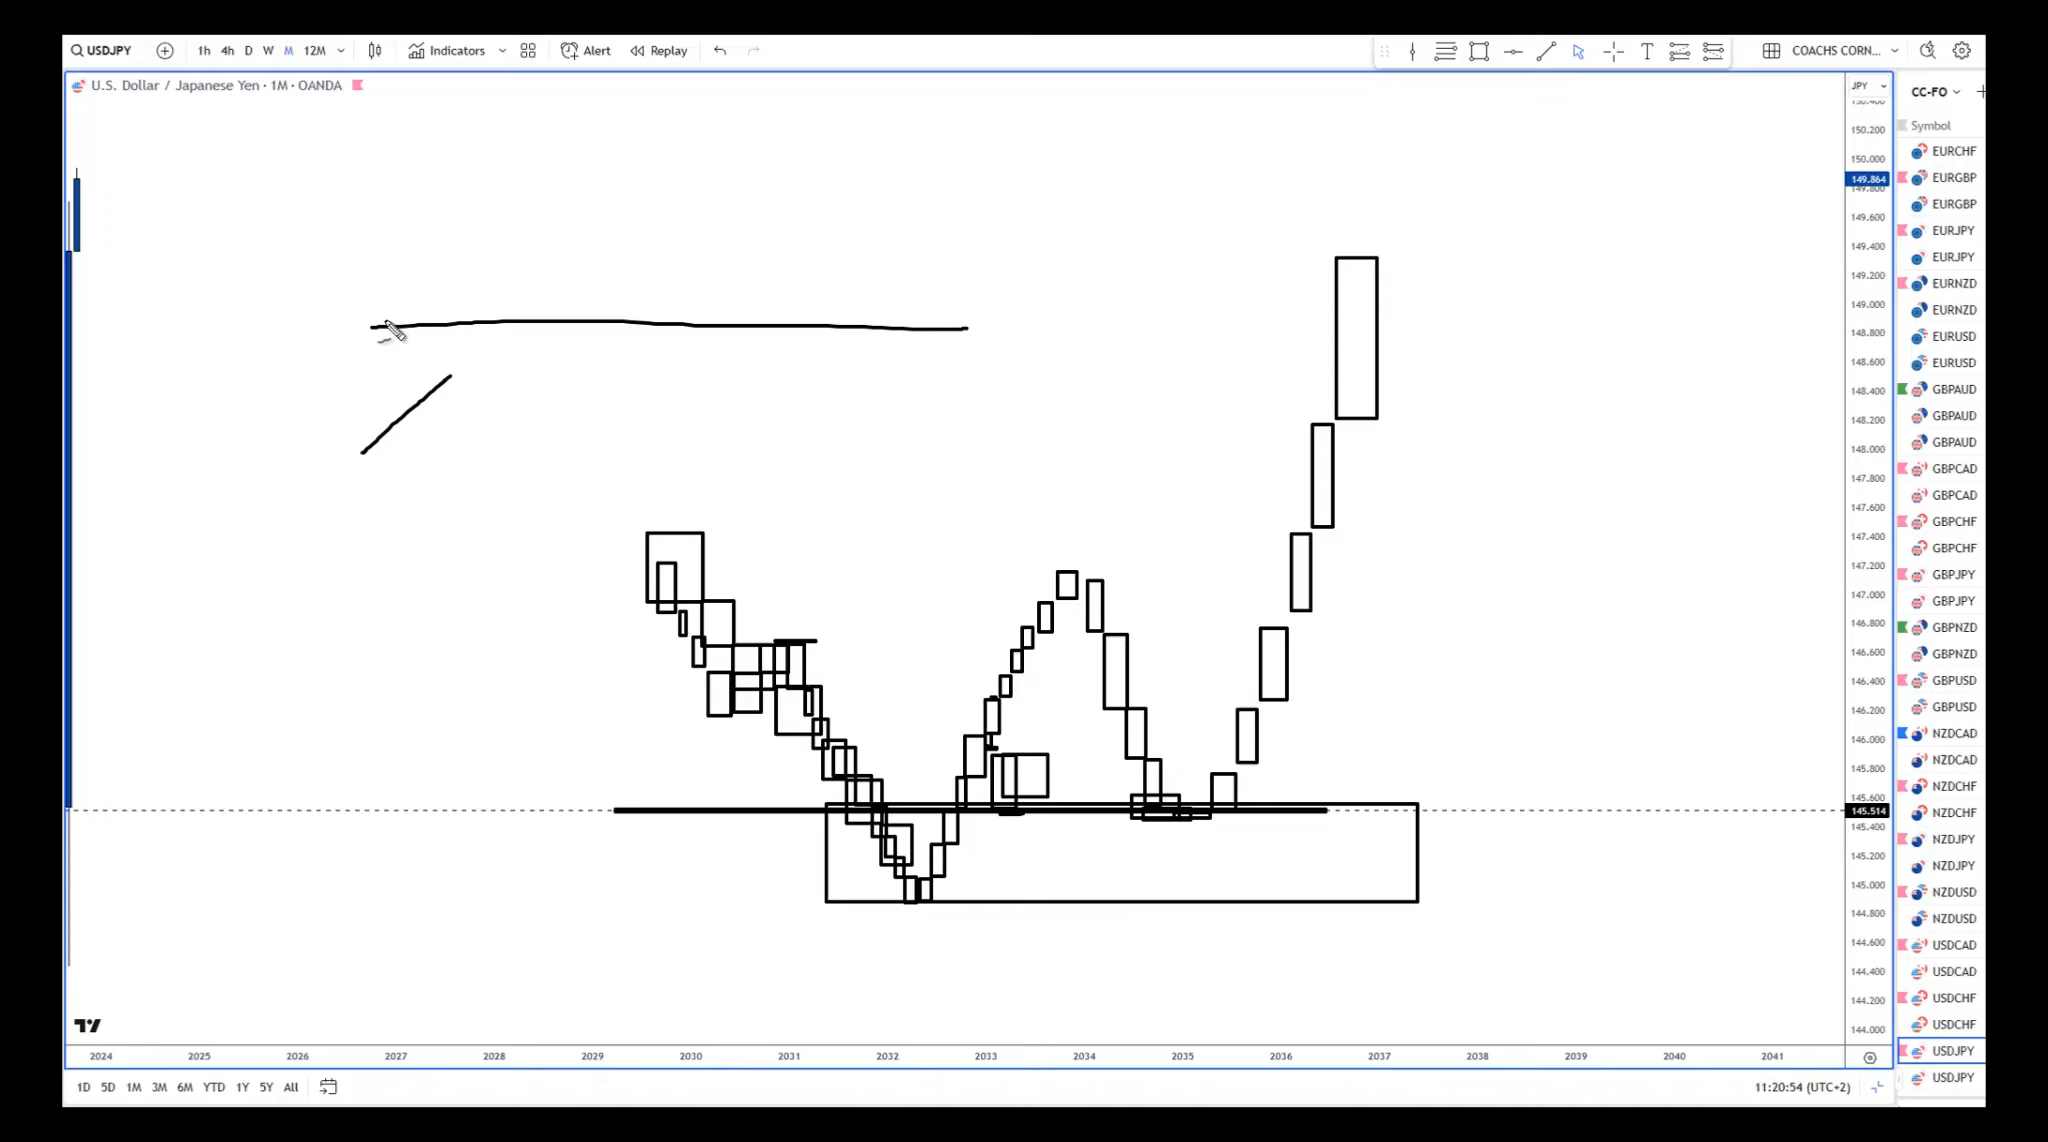 USDJPY 1h 4h D W M 12M Indicators Alert Replay COACHS CORN...
U.S. Dollar / Japanese Yen · 1M · OANDA
JPY
150.400
150.200
150.000
149.864
149.800
149.600
149.400
149.200
149.000
148.800
148.600
148.400
148.200
148.000
147.800
147.600
147.400
147.200
147.000
146.800
146.600
146.400
146.200
146.000
145.800
145.600
145.514
145.400
145.200
145.000
144.800
144.600
144.400
144.200
144.000
CC-FO
Symbol
EURCHF
EURGBP
EURGBP
EURJPY
EURJPY
EURNZD
EURNZD
EURUSD
EURUSD
GBPAUD
GBPAUD
GBPAUD
GBPCAD
GBPCAD
GBPCHF
GBPCHF
GBPJPY
GBPJPY
GBPNZD
GBPNZD
GBPUSD
GBPUSD
NZDCAD
NZDCAD
NZDCHF
NZDCHF
NZDJPY
NZDJPY
NZDUSD
NZDUSD
USDCAD
USDCAD
USDCHF
USDCHF
USDJPY
USDJPY
2024 2025 2026 2027 2028 2029 2030 2031 2032 2033 2034 2035 2036 2037 2038 2039 2040 2041
1D 5D 1M 3M 6M YTD 1Y 5Y All 11:20:54 (UTC+2)